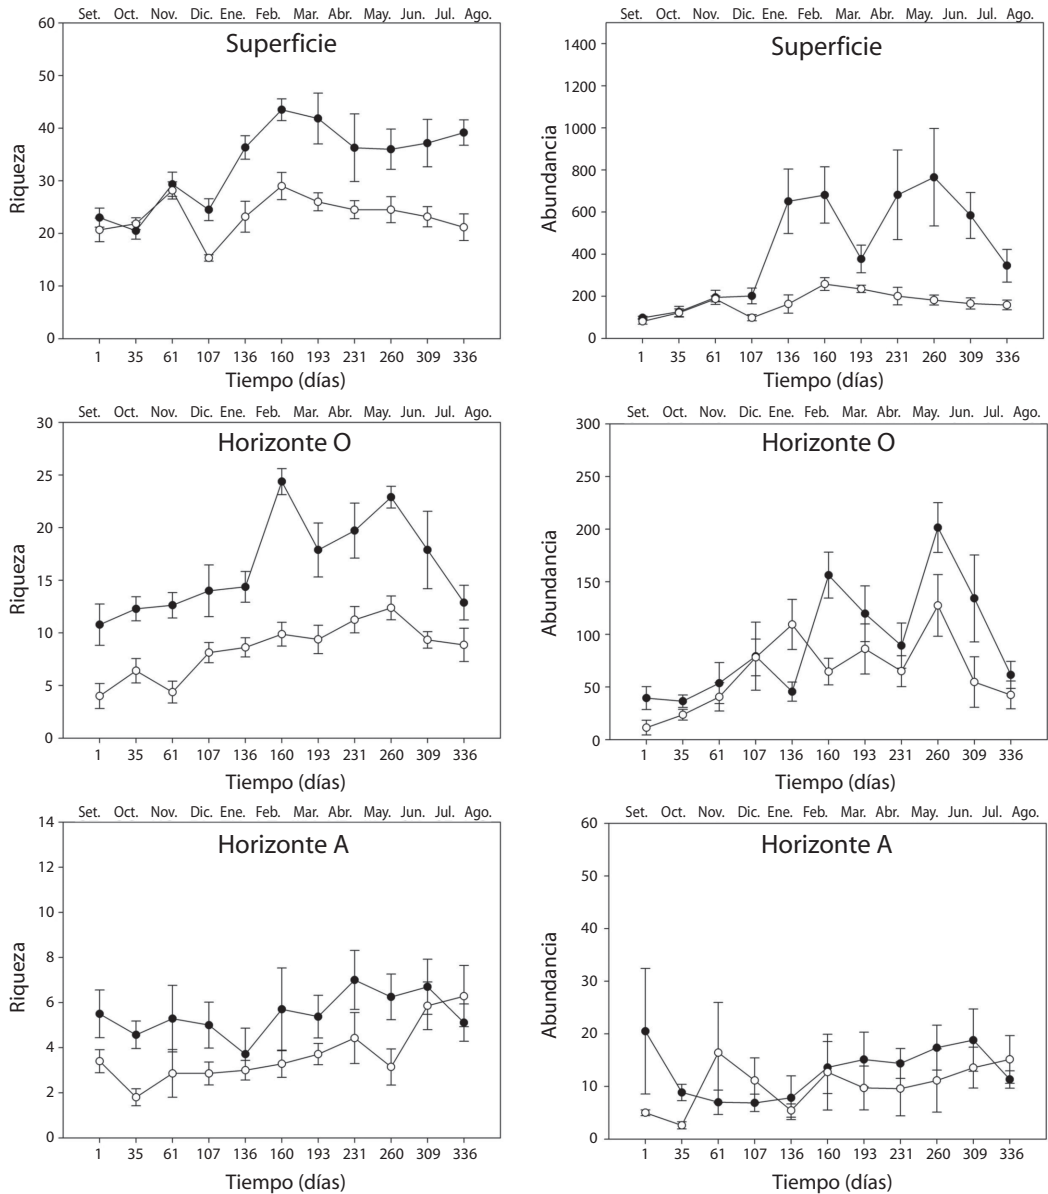 Set. Oct. Nov. Dic. Ene. Feb. Mar. Abr. May. Jun. Jul. Ago.
Superficie
60
50
40
30
20
10
0
Riqueza
1 35 61 107 136 160 193 231 260 309 336
Tiempo (días)
Set. Oct. Nov. Dic. Ene. Feb. Mar. Abr. May. Jun. Jul. Ago.
Superficie
1400
1200
1000
800
600
400
200
0
Abundancia
1 35 61 107 136 160 193 231 260 309 336
Tiempo (días)
Set. Oct. Nov. Dic. Ene. Feb. Mar. Abr. May. Jun. Jul. Ago.
Horizonte O
30
25
20
15
10
5
0
Riqueza
1 35 61 107 136 160 193 231 260 309 336
Tiempo (días)
Set. Oct. Nov. Dic. Ene. Feb. Mar. Abr. May. Jun. Jul. Ago.
Horizonte O
300
250
200
150
100
50
0
Abundancia
1 35 61 107 136 160 193 231 260 309 336
Tiempo (días)
Set. Oct. Nov. Dic. Ene. Feb. Mar. Abr. May. Jun. Jul. Ago.
Horizonte A
14
12
10
8
6
4
2
0
Riqueza
1 35 61 107 136 160 193 231 260 309 336
Tiempo (días)
Set. Oct. Nov. Dic. Ene. Feb. Mar. Abr. May. Jun. Jul. Ago.
Horizonte A
60
50
40
30
20
10
0
Abundancia
1 35 61 107 136 160 193 231 260 309 336
Tiempo (días)